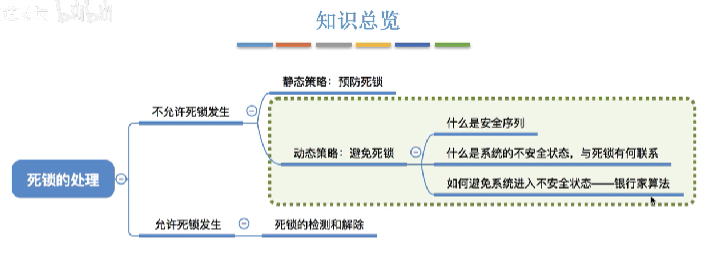 知识总览
静态策略：预防死锁
不允许死锁发生
什么是安全序列
动态策略：避免死锁
什么是系统的不安全状态，与死锁有何联系
如何避免系统进入不安全状态——银行家算法
死锁的处理
允许死锁发生
死锁的检测和解除